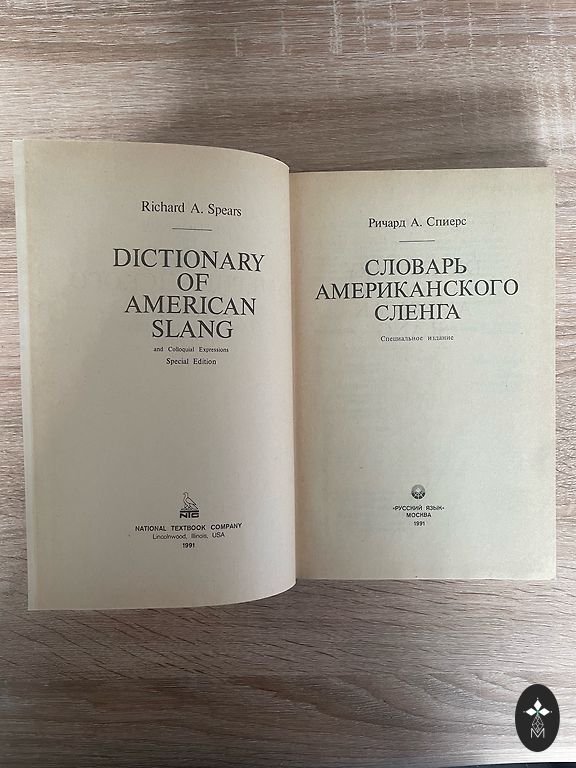 Richard A. Spears
DICTIONARY
OF
AMERICAN
SLANG
and Colloquial Expressions
Special Edition
NTC
NATIONAL TEXTBOOK COMPANY
Lincolnwood, Illinois, USA
1991
Ричард А. Спиерс
СЛОВАРЬ
АМЕРИКАНСКОГО
СЛЕНГА
Специальное издание
«РУССКИЙ ЯЗЫК»
МОСКВА
1991
M